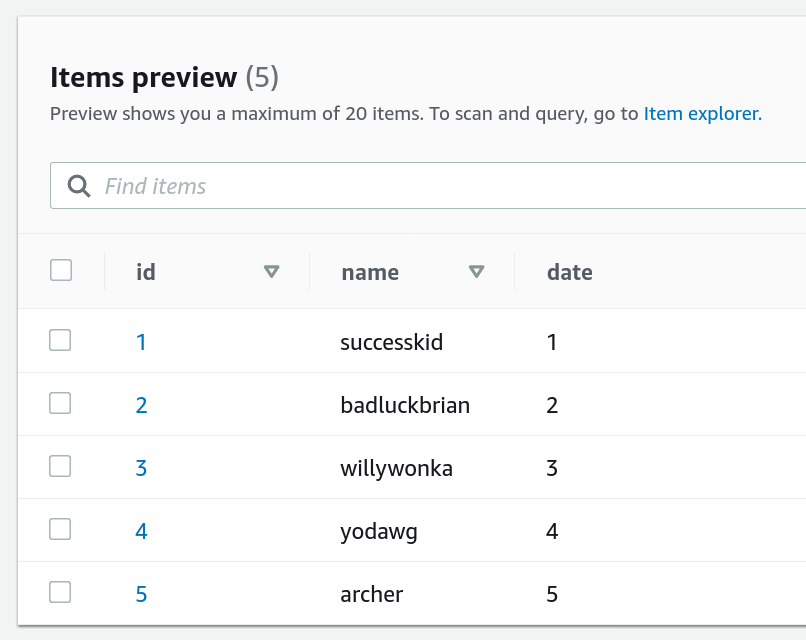 Items preview (5)
Preview shows you a maximum of 20 items. To scan and query, go to Item explorer.
Find items
id name date
1 successkid 1
2 badluckbrian 2
3 willywonka 3
4 yodawg 4
5 archer 5